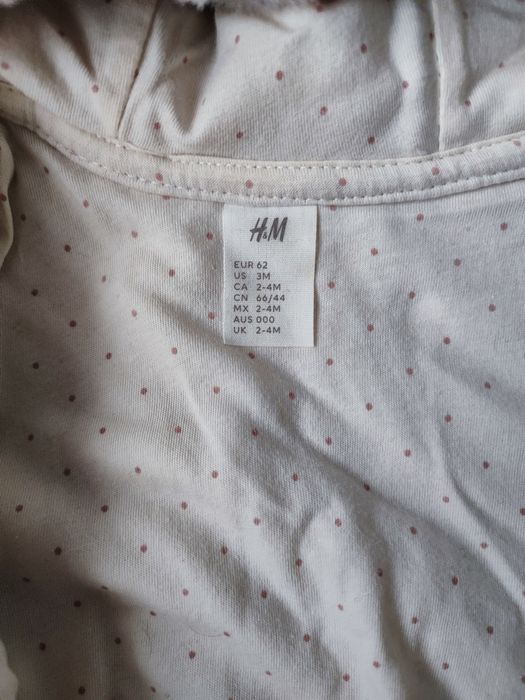 H&M
EUR 62
US 3M
CA 2-4M
CN 66/44
MX 2-4M
AUS 000
UK 2-4M